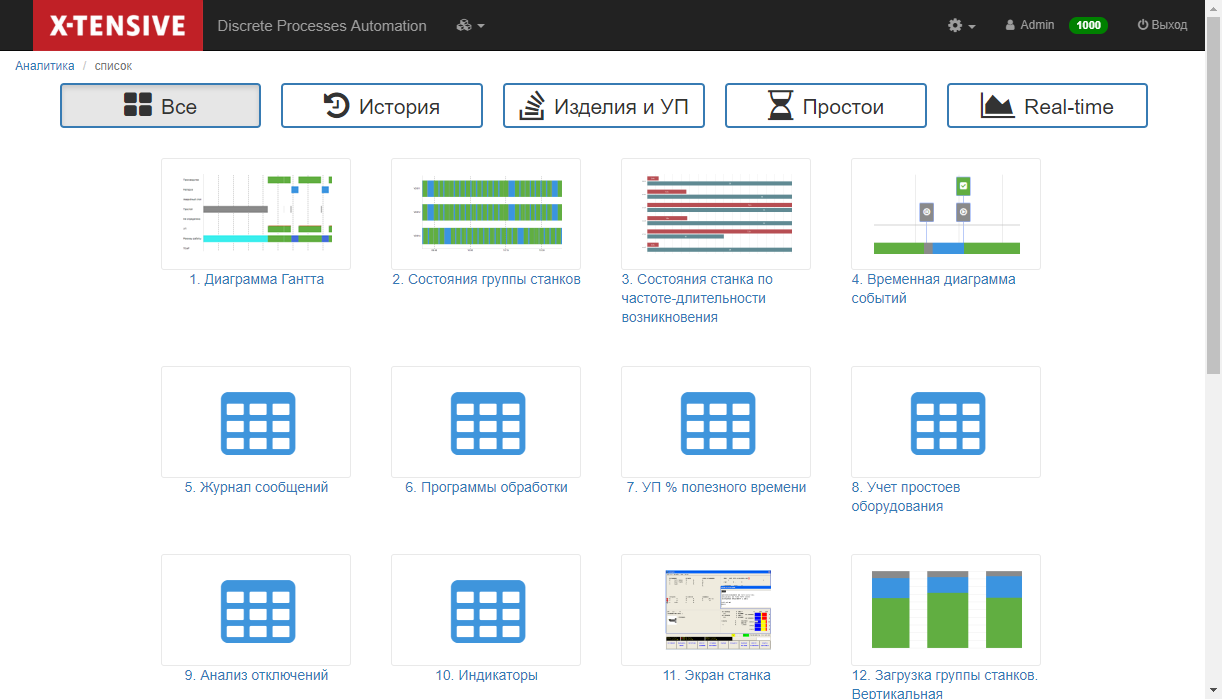 X-TENSIVE Discrete Processes Automation Admin 1000 Выход
Аналитика / список
Все История Изделия и УП Простои Real-time
1. Диаграмма Гантта
2. Состояния группы станков
3. Состояния станка по
частоте-длительности
возникновения
4. Временная диаграмма
событий
5. Журнал сообщений
6. Программы обработки
7. УП % полезного времени
8. Учет простоев
оборудования
9. Анализ отключений
10. Индикаторы
11. Экран станка
12. Загрузка группы станков.
Вертикальная